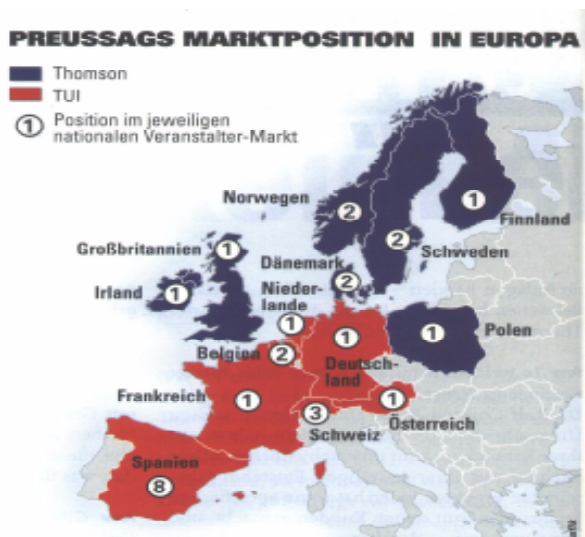 PREUSSAGS MARKTPOSITION IN EUROPA
Thomson
TUI
1 Position im jeweiligen
nationalen Veranstalter-Markt
Norwegen
2
1
Finnland
Großbritannien
1
2
Schweden
Dänemark
2
Irland
1
Nieder-
lande
1
1
1
Polen
Belgien
2
Deutsch-
land
Frankreich
1
3
1
Österreich
Schweiz
Spanien
8